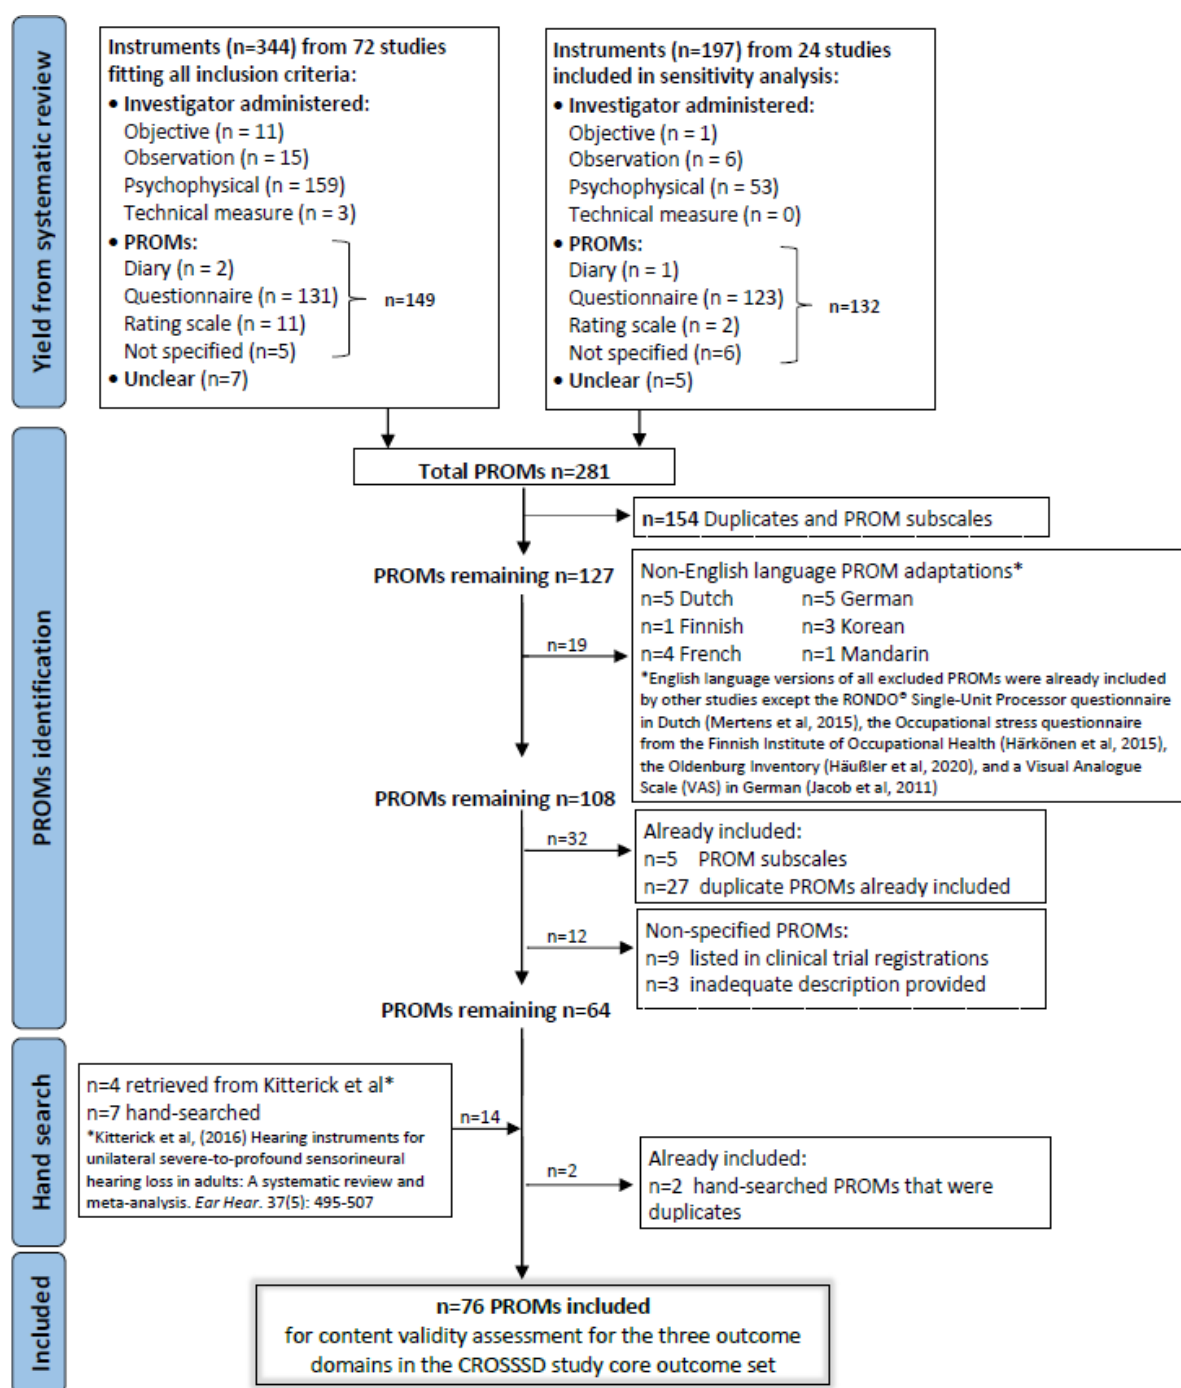 Yield from systematic review
Instruments (n=344) from 72 studies
fitting all inclusion criteria:
• Investigator administered:
Objective (n = 11)
Observation (n = 15)
Psychophysical (n = 159)
Technical measure (n = 3)
• PROMs:
Diary (n = 2)
Questionnaire (n = 131)
Rating scale (n = 11)
Not specified (n=5)
n=149
• Unclear (n=7)
Instruments (n=197) from 24 studies
included in sensitivity analysis:
• Investigator administered:
Objective (n = 1)
Observation (n = 6)
Psychophysical (n = 53)
Technical measure (n = 0)
• PROMs:
Diary (n = 1)
Questionnaire (n = 123)
Rating scale (n = 2)
Not specified (n=6)
n=132
• Unclear (n=5)
PROMs identification
Total PROMs n=281
n=154 Duplicates and PROM subscales
PROMs remaining n=127
n=19
Non-English language PROM adaptations*
n=5 Dutch n=5 German
n=1 Finnish n=3 Korean
n=4 French n=1 Mandarin
*English language versions of all excluded PROMs were already included
by other studies except the RONDO® Single-Unit Processor questionnaire
in Dutch (Mertens et al, 2015), the Occupational stress questionnaire
from the Finnish Institute of Occupational Health (Härkönen et al, 2015),
the Oldenburg Inventory (Häußler et al, 2020), and a Visual Analogue
Scale (VAS) in German (Jacob et al, 2011)
PROMs remaining n=108
n=32
Already included:
n=5 PROM subscales
n=27 duplicate PROMs already included
n=12
Non-specified PROMs:
n=9 listed in clinical trial registrations
n=3 inadequate description provided
PROMs remaining n=64
Hand search
n=4 retrieved from Kitterick et al*
n=7 hand-searched
*Kitterick et al, (2016) Hearing instruments for
unilateral severe-to-profound sensorineural
hearing loss in adults: A systematic review and
meta-analysis. Ear Hear. 37(5): 495-507
n=14
n=2
Already included:
n=2 hand-searched PROMs that were
duplicates
Included
n=76 PROMs included
for content validity assessment for the three outcome
domains in the CROSSSD study core outcome set